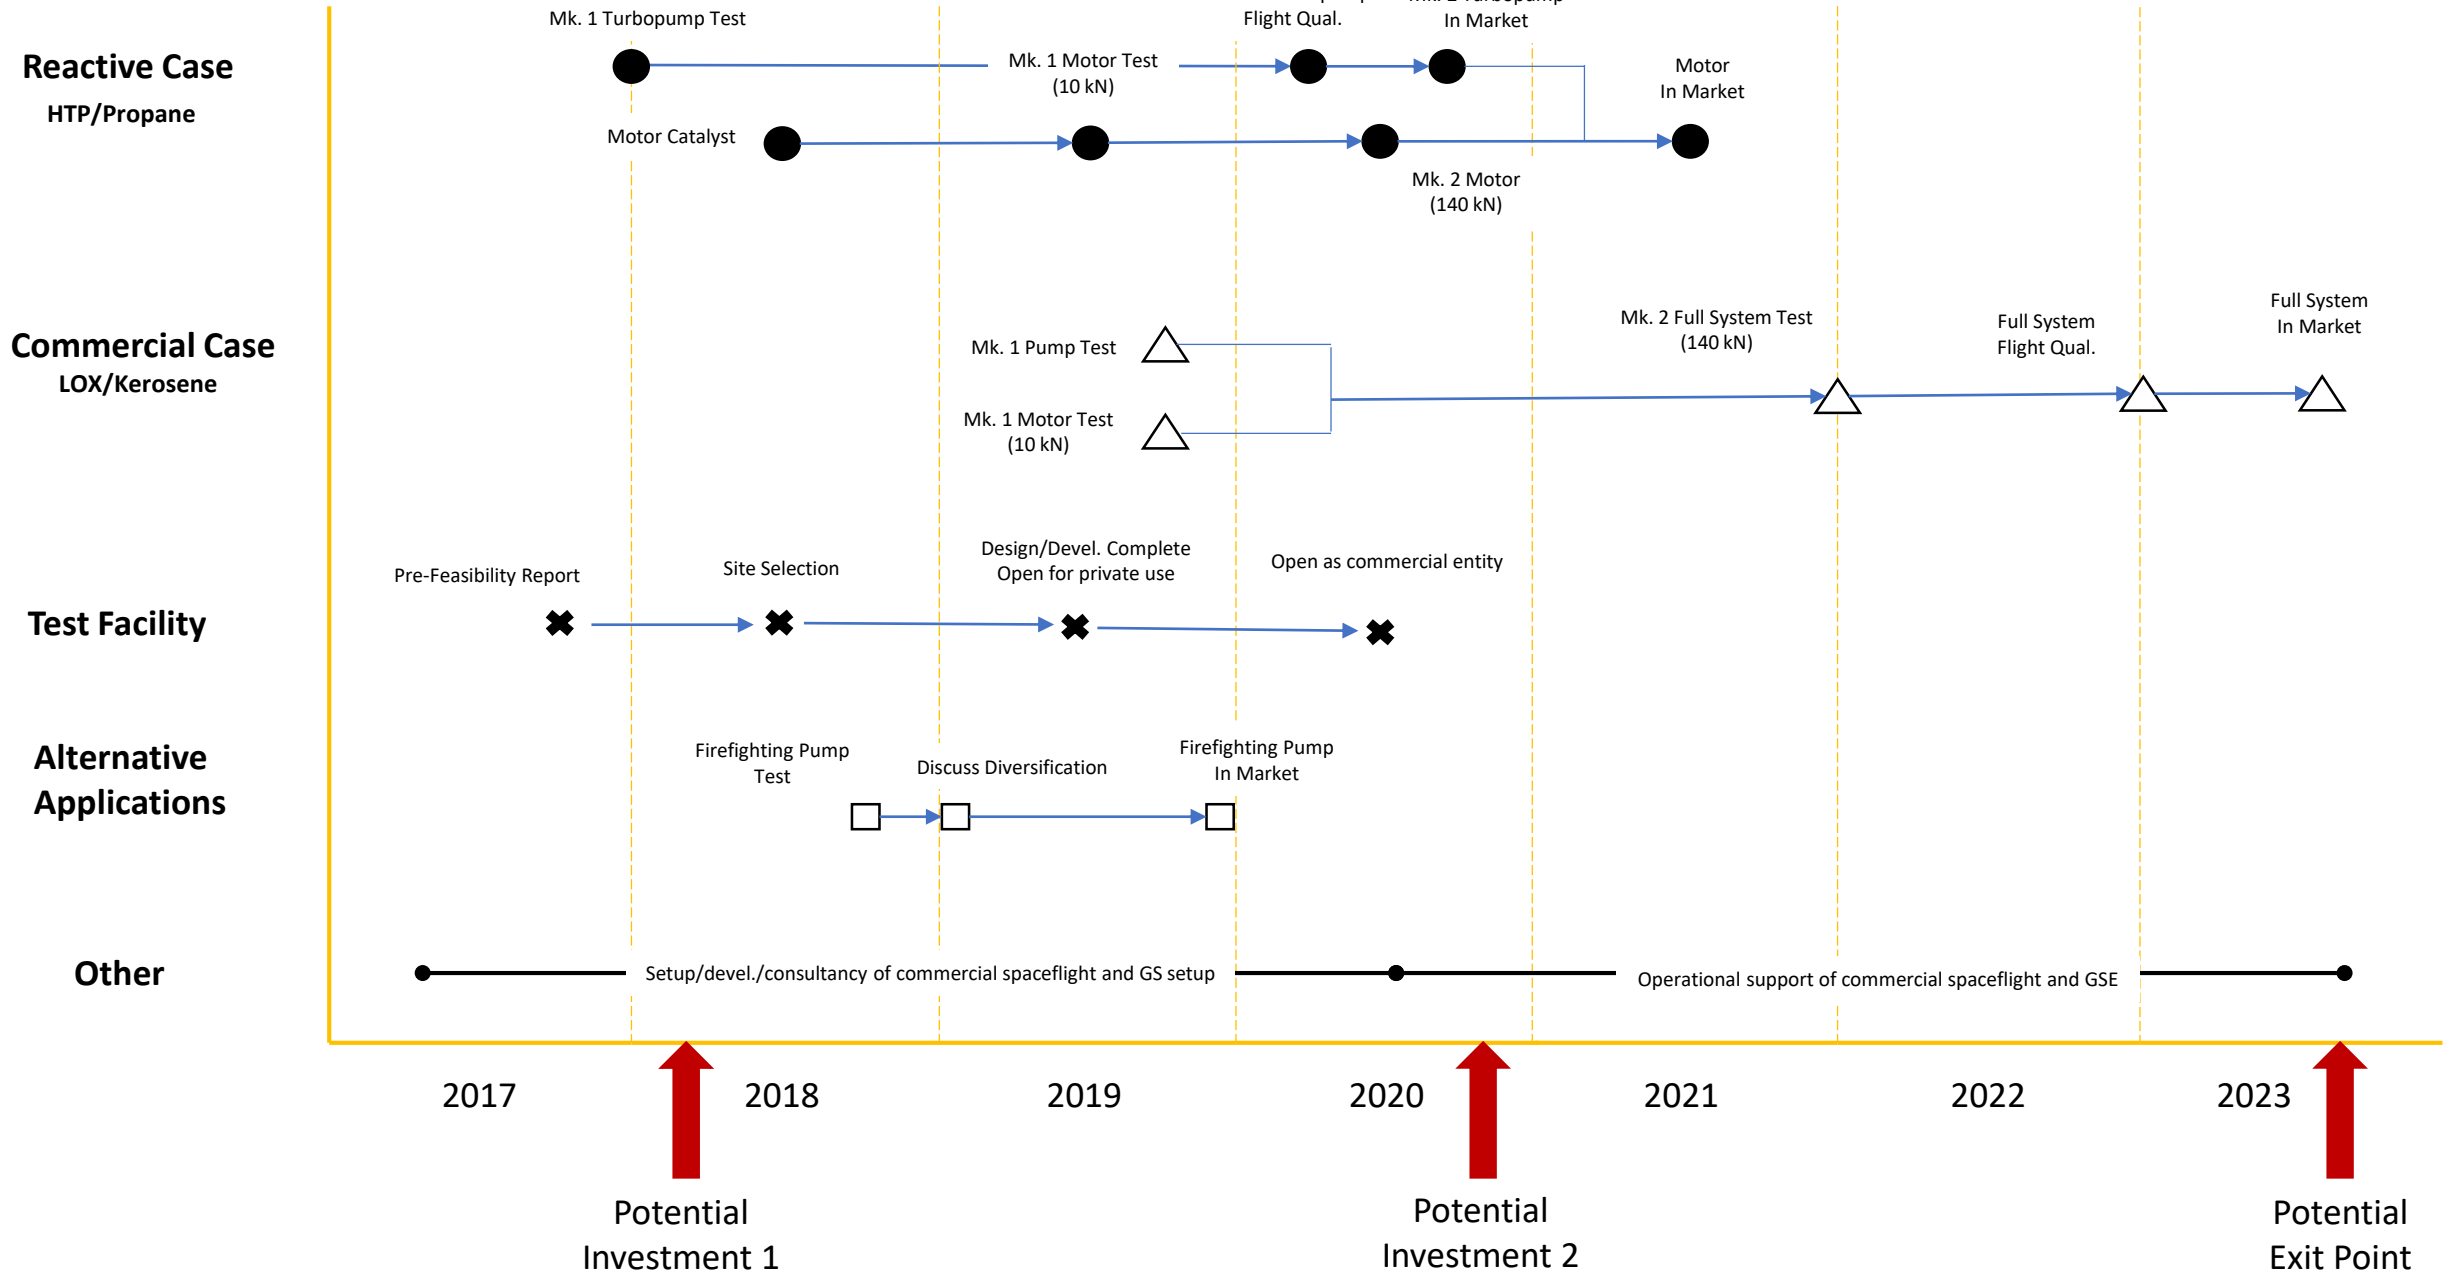 Mk. 1 Turbopump Test
Flight Qual.
In Market
Reactive Case
HTP/Propane
Mk. 1 Motor Test
(10 kN)
Motor
In Market
Motor Catalyst
Mk. 2 Motor
(140 kN)
Commercial Case
LOX/Kerosene
Mk. 1 Pump Test
Mk. 1 Motor Test
(10 kN)
Mk. 2 Full System Test
(140 kN)
Full System
Flight Qual.
Full System
In Market
Test Facility
Pre-Feasibility Report
Site Selection
Design/Devel. Complete
Open for private use
Open as commercial entity
Alternative
Applications
Firefighting Pump
Test
Discuss Diversification
Firefighting Pump
In Market
Other
Setup/devel./consultancy of commercial spaceflight and GS setup
Operational support of commercial spaceflight and GSE
2017
2018
2019
2020
2021
2022
2023
Potential
Investment 1
Potential
Investment 2
Potential
Exit Point